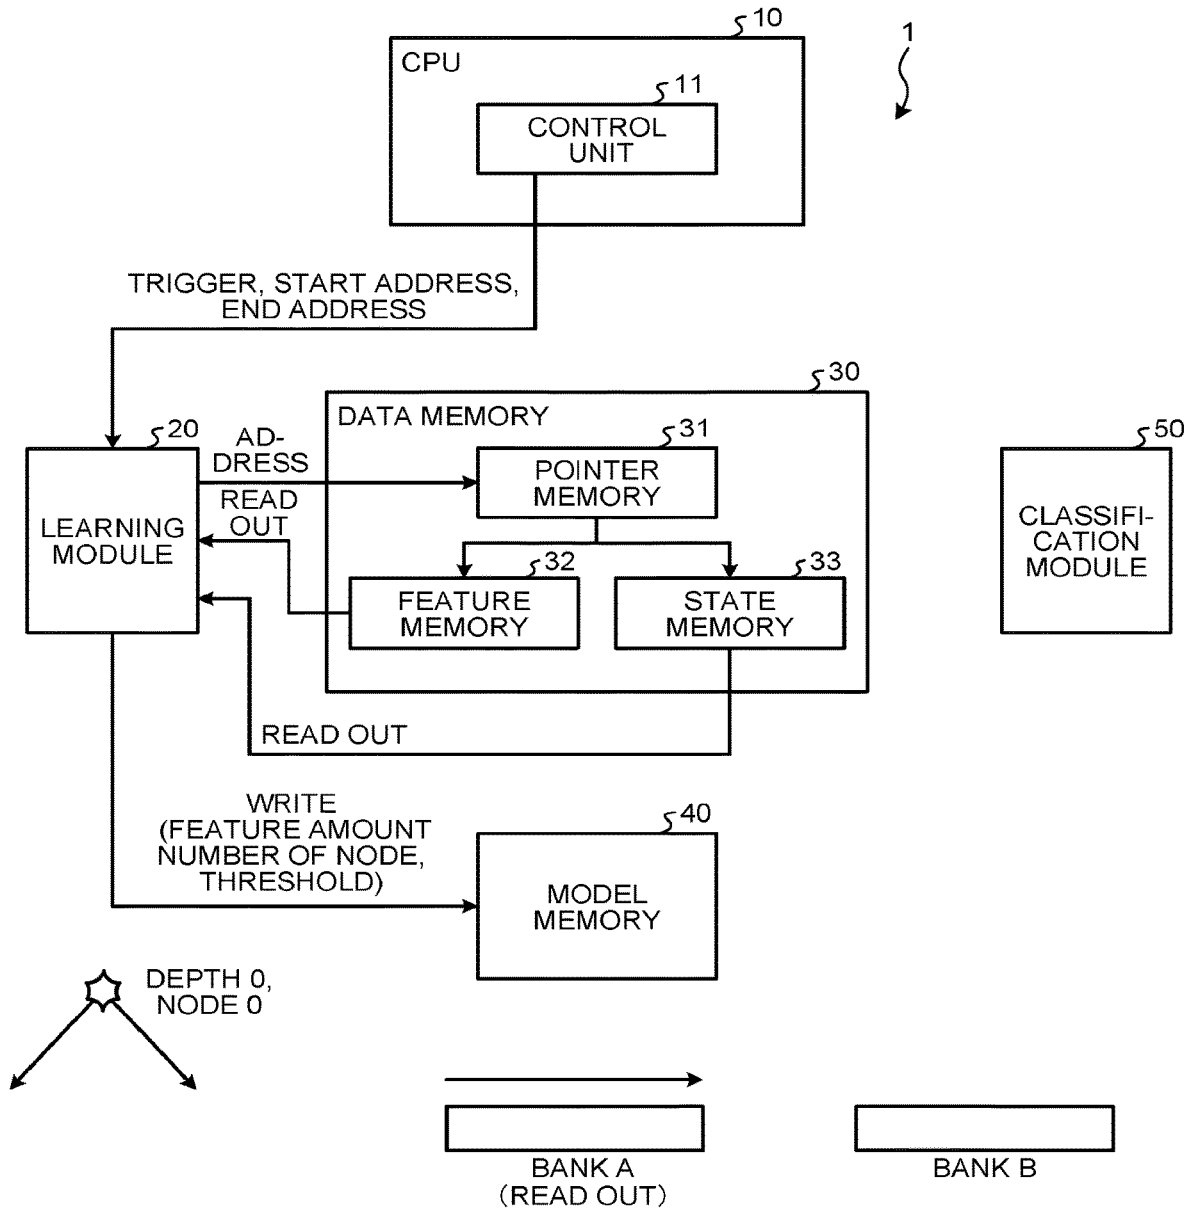 10
1
CPU
11
CONTROL
UNIT
TRIGGER, START ADDRESS,
END ADDRESS
30
DATA MEMORY
20
AD-
DRESS
31
50
POINTER
MEMORY
READ
OUT
LEARNING
MODULE
CLASSIFI-
CATION
MODULE
32
33
FEATURE
MEMORY
STATE
MEMORY
READ OUT
WRITE
(FEATURE AMOUNT
NUMBER OF NODE,
THRESHOLD)
40
MODEL
MEMORY
DEPTH 0,
NODE 0
BANK A
(READ OUT)
BANK B